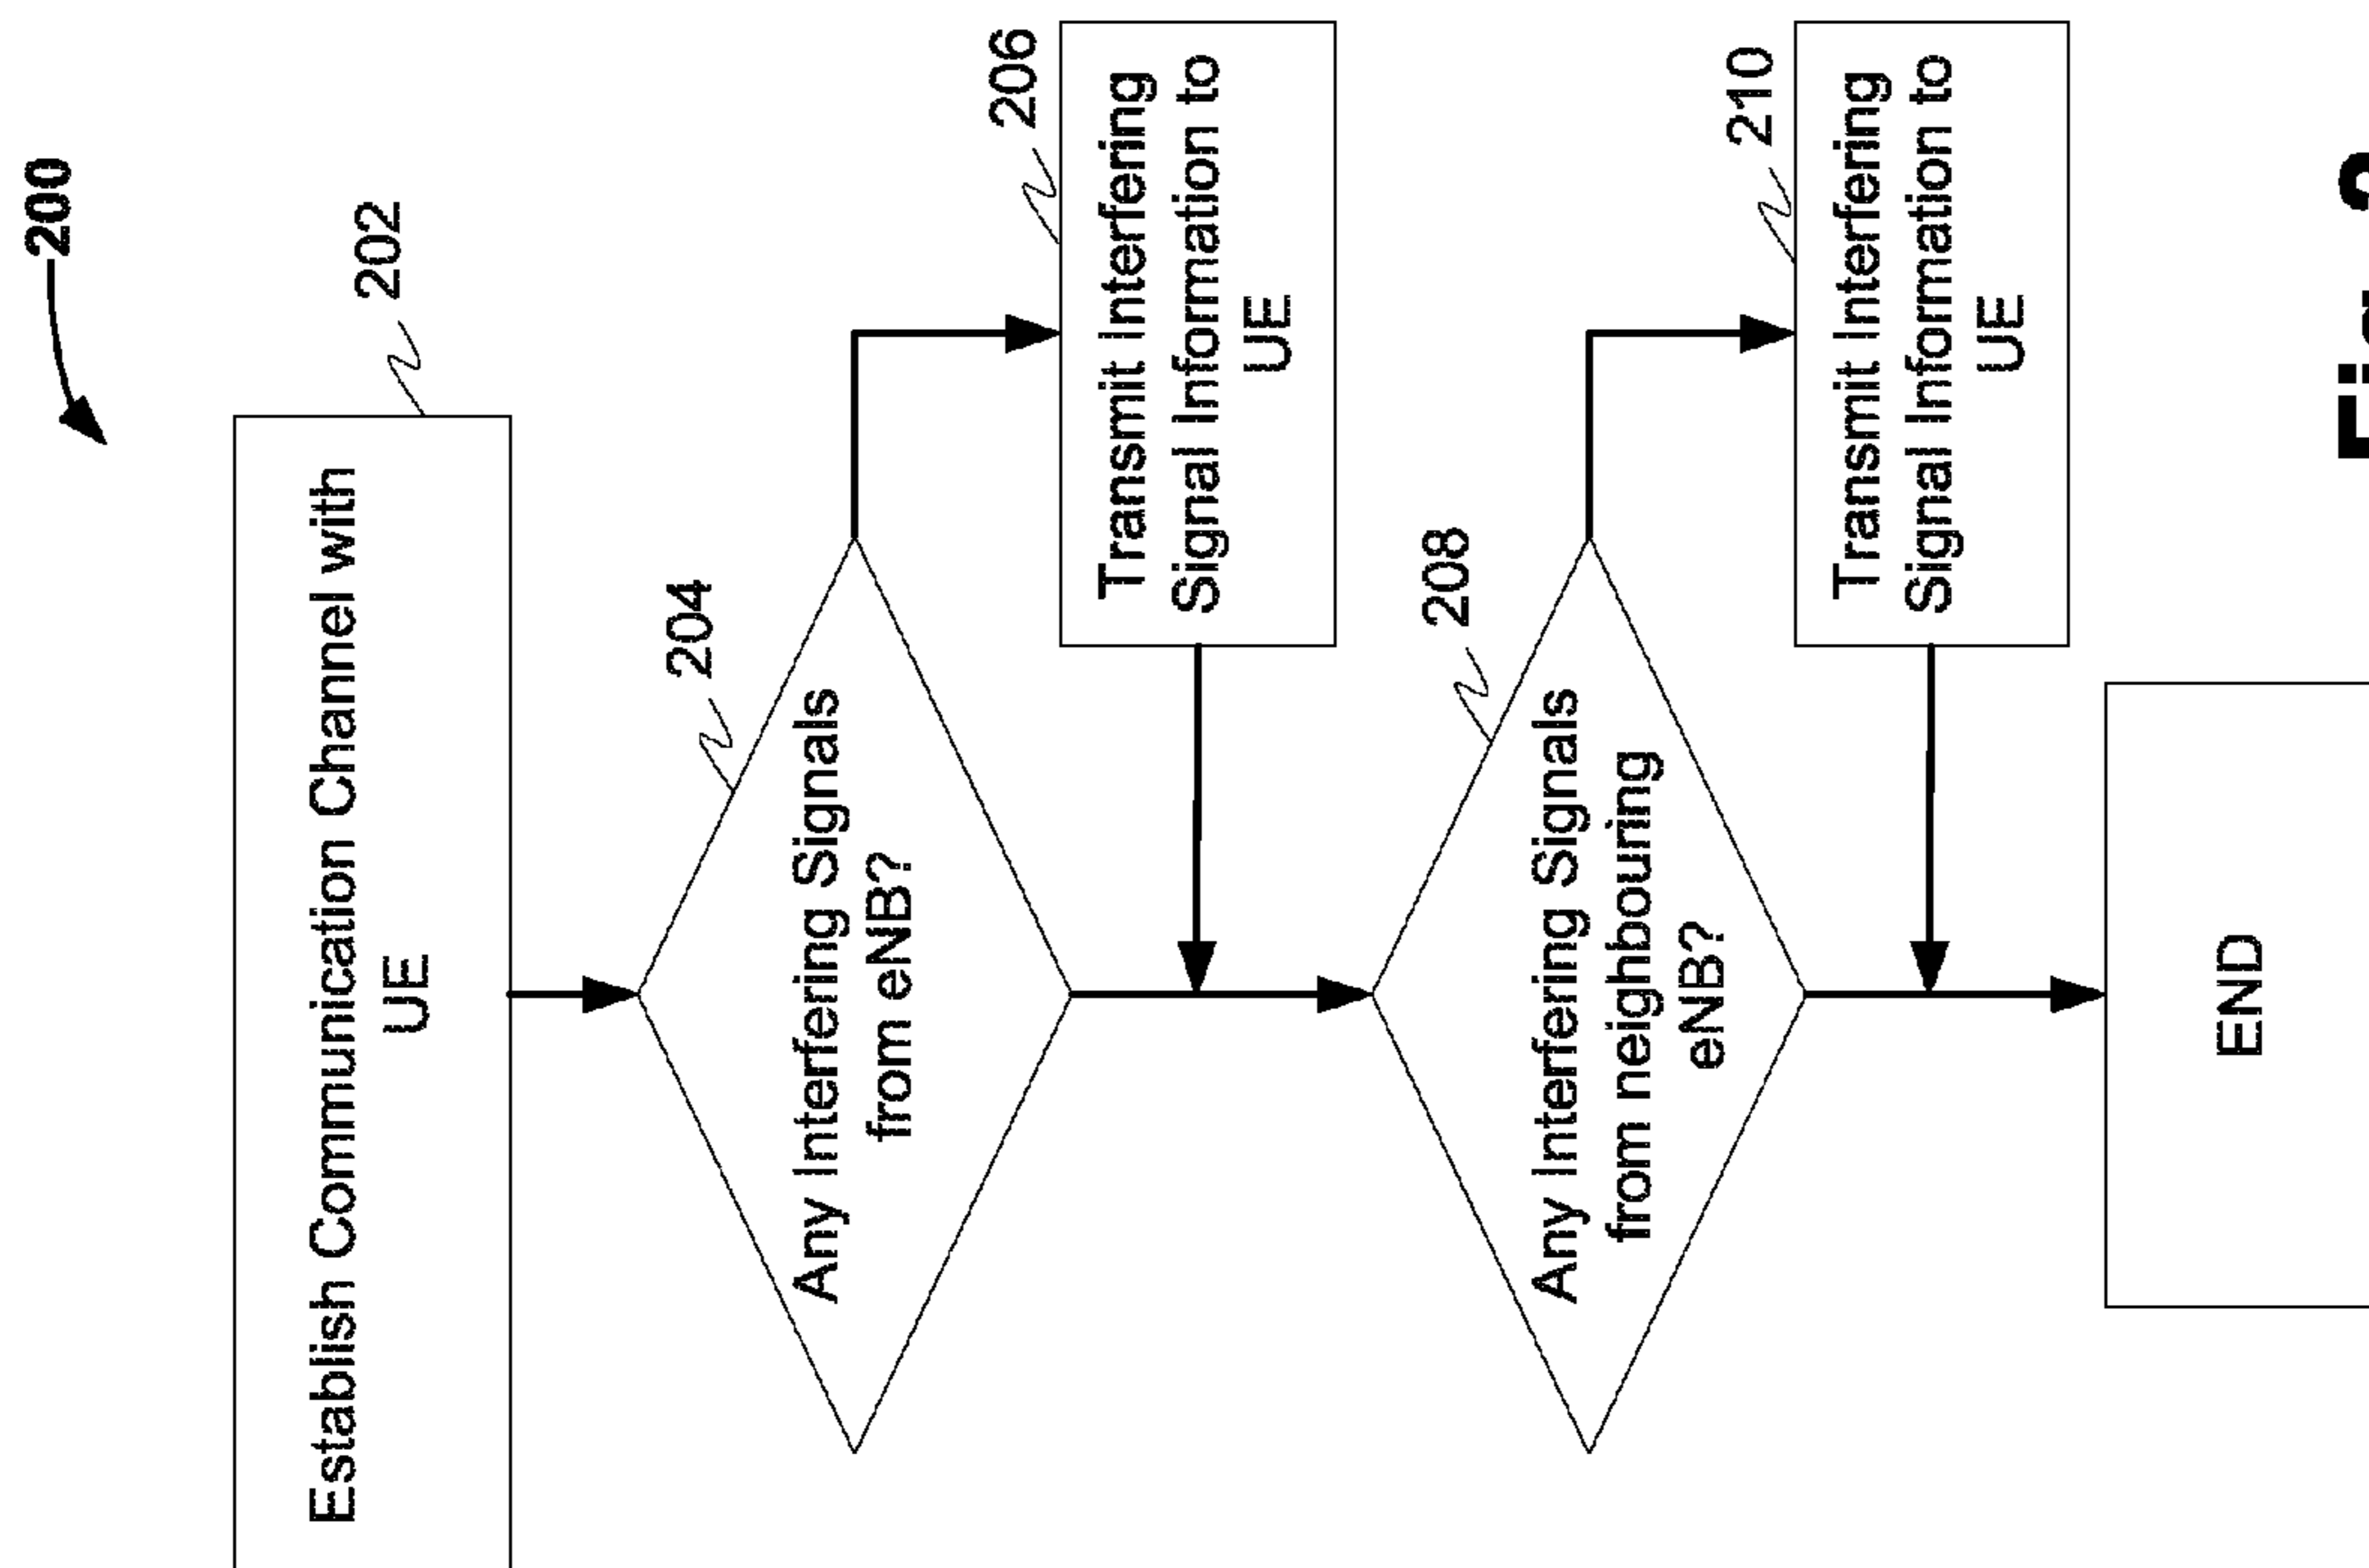 200
Establish Communication Channel with
UE
202
Any Interfering Signals
from eNB?
204
Transmit Interfering
Signal Information to
UE
206
Any Interfering Signals
from neighbouring
eNB?
208
Transmit Interfering
Signal Information to
UE
210
END